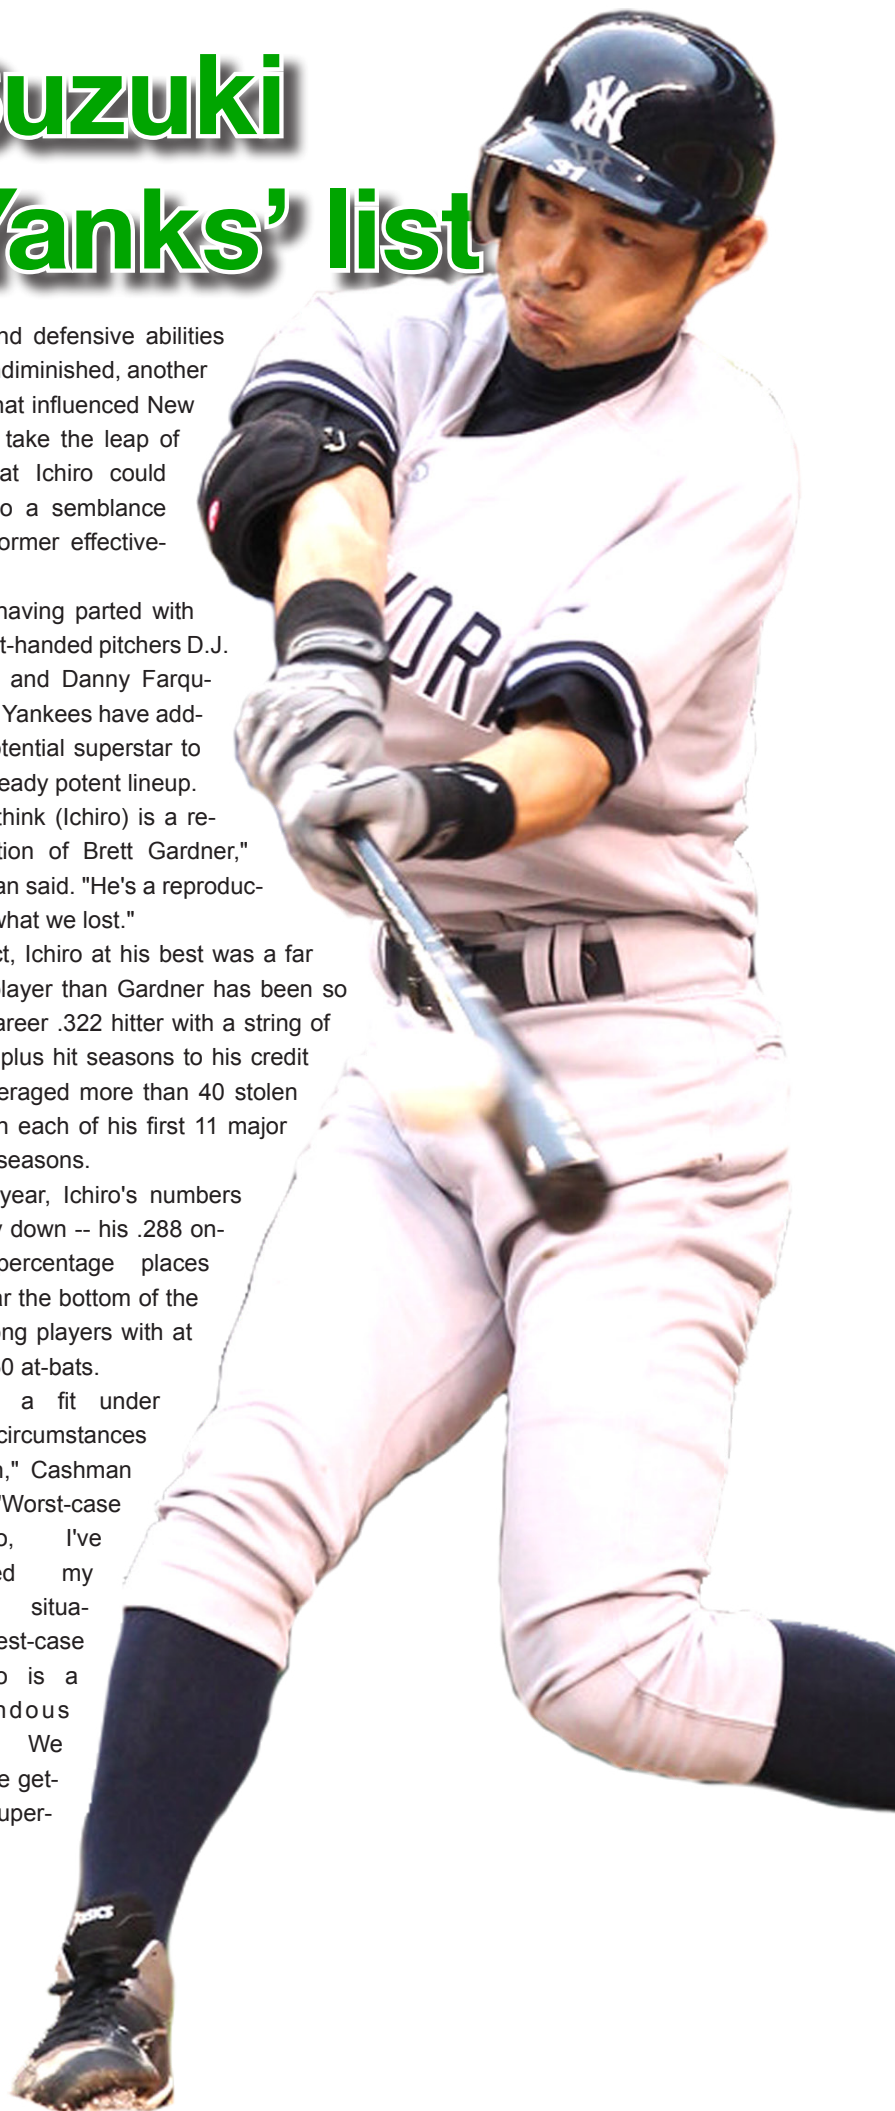 Suzuki
Yanks’ list
nd defensive abilities
diminished, another
hat influenced New
take the leap of
at Ichiro could
o a semblance
ormer effective-
having parted with
t-handed pitchers D.J.
and Danny Farqu-
Yankees have add-
tential superstar to
eady potent lineup.
think (Ichiro) is a re-
tion of Brett Gardner,"
an said. "He's a reproduc-
what we lost."
ct, Ichiro at his best was a far
player than Gardner has been so
areer .322 hitter with a string of
plus hit seasons to his credit
eraged more than 40 stolen
n each of his first 11 major
seasons.
year, Ichiro's numbers
y down -- his .288 on-
percentage places
ar the bottom of the
ng players with at
0 at-bats.
a fit under
circumstances
n," Cashman
"Worst-case
o, I've
ed my
situa-
est-case
o is a
ndous
We
e get-
uper-
NY
31
YORK
ASICS